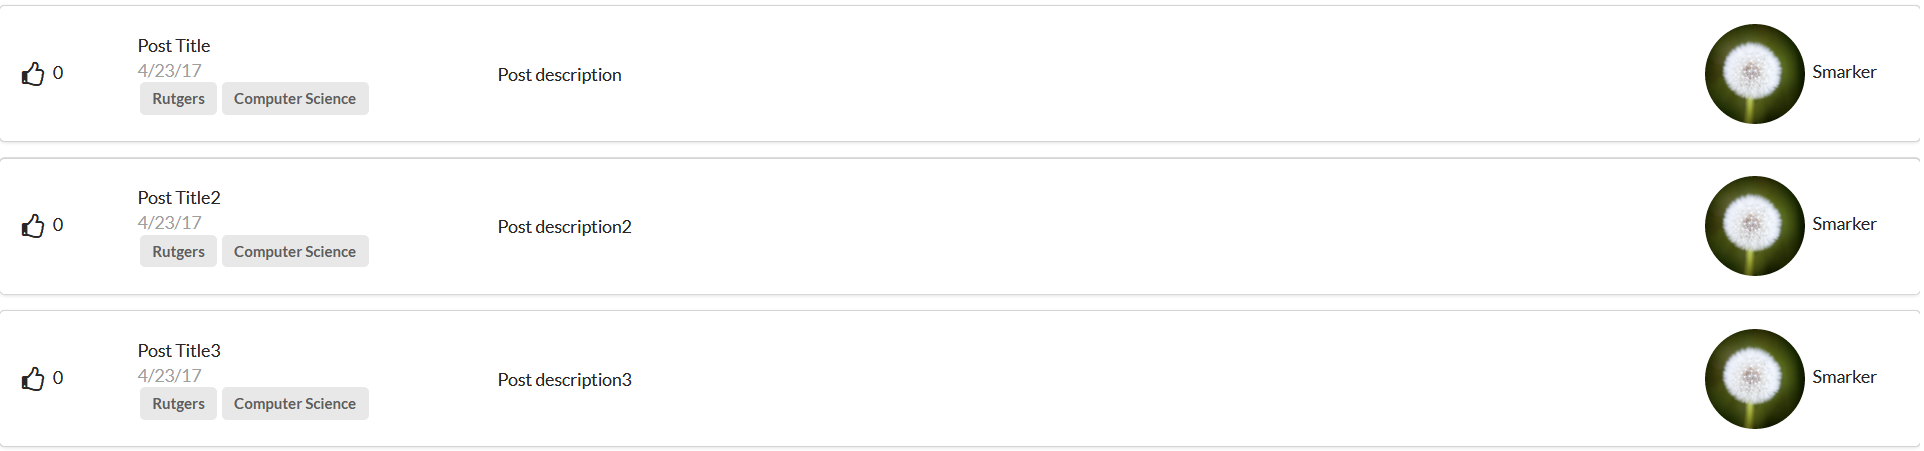 Post Title
4/23/17
0
Rutgers Computer Science
Post description
Smarker
Post Title2
4/23/17
0
Rutgers Computer Science
Post description2
Smarker
Post Title3
4/23/17
0
Rutgers Computer Science
Post description3
Smarker